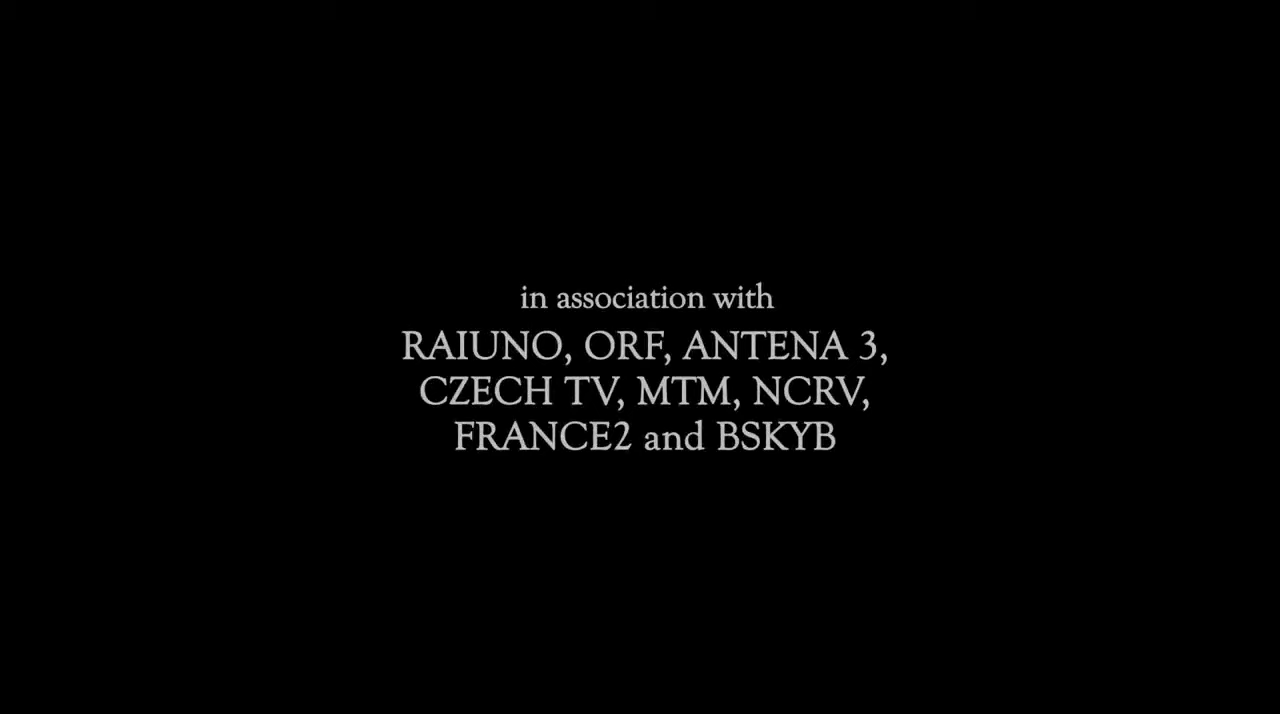 in association with
RAIUNO, ORF, ANTENA 3,
CZECH TV, MTM, NCRV,
FRANCE2 and BSKYB